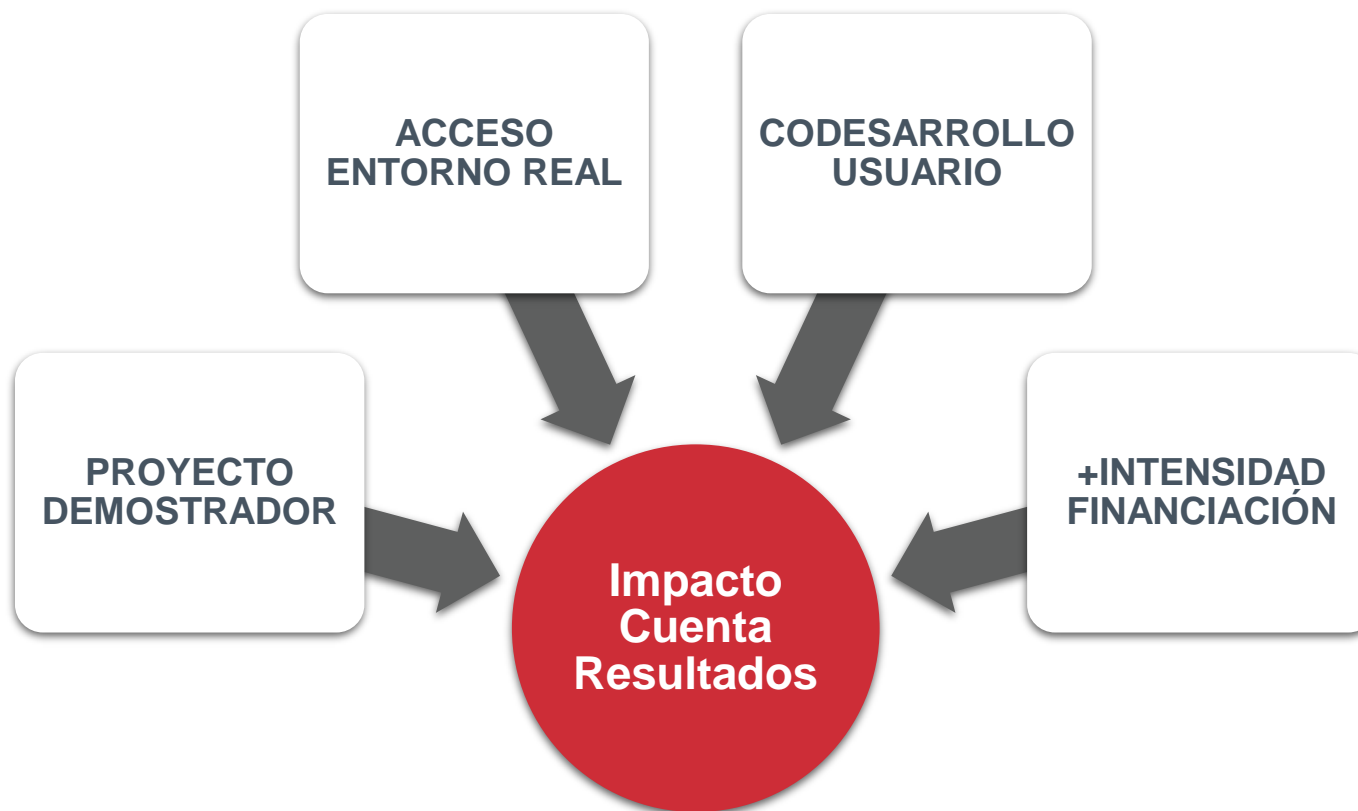 ACCESO
ENTORNO REAL
CODESARROLLO
USUARIO
PROYECTO
DEMOSTRADOR
+INTENSIDAD
FINANCIACIÓN
Impacto
Cuenta
Resultados